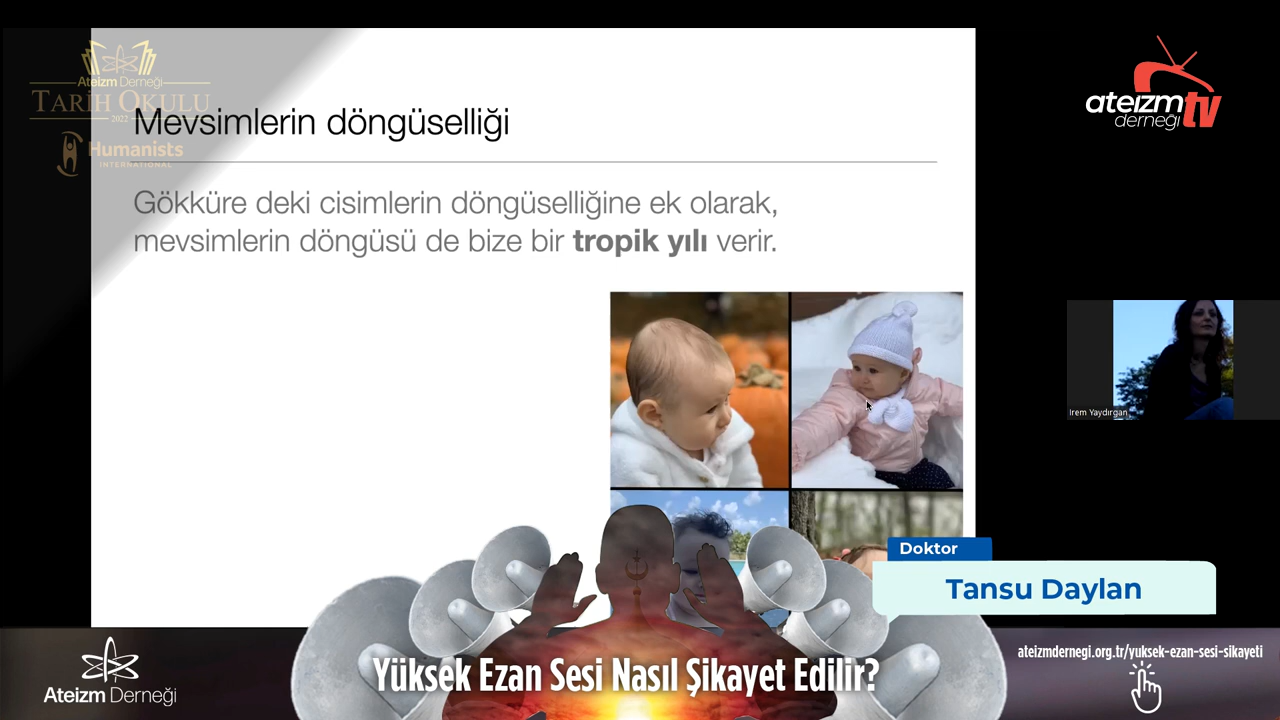 Ateizm Derneği
TARİH OKULU
2022
Humanists
INTERNATIONAL
Mevsimlerin döngüselliği
Gökküre deki cisimlerin döngüselliğine ek olarak,
mevsimlerin döngüsü de bize bir tropik yılı verir.
ateizm tv
derneği
Irem Yaydırgan
Doktor
Tansu Daylan
Ateizm Derneği
Yüksek Ezan Sesi Nasıl Şikayet Edilir?
ateizmdernegi.org.tr/yuksek-ezan-sesi-sikayeti